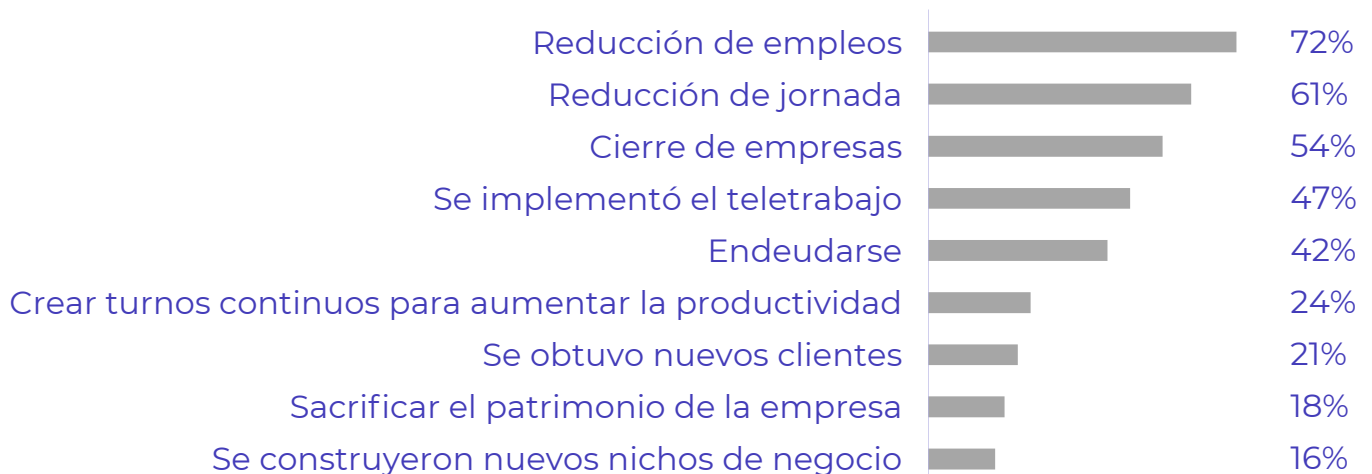 Reducción de empleos 72%
Reducción de jornada 61%
Cierre de empresas 54%
Se implementó el teletrabajo 47%
Endeudarse 42%
Crear turnos continuos para aumentar la productividad 24%
Se obtuvo nuevos clientes 21%
Sacrificar el patrimonio de la empresa 18%
Se construyeron nuevos nichos de negocio 16%